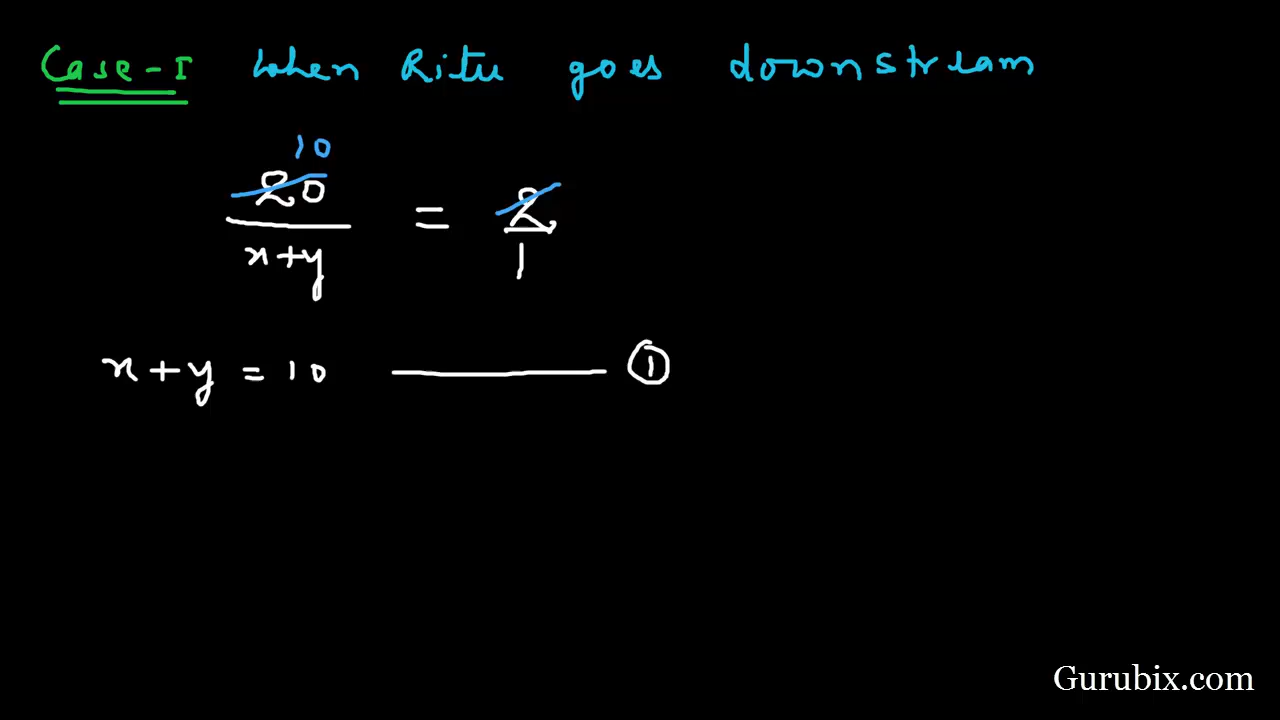 Case-I When Ritu goes downstream
10
20/x+y = 2/1
x+y = 10 ——— ①
Gurubix.com